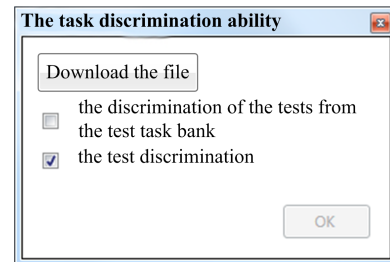 The task discrimination ability
Download the file
the discrimination of the tests from
the test task bank
the test discrimination
OK